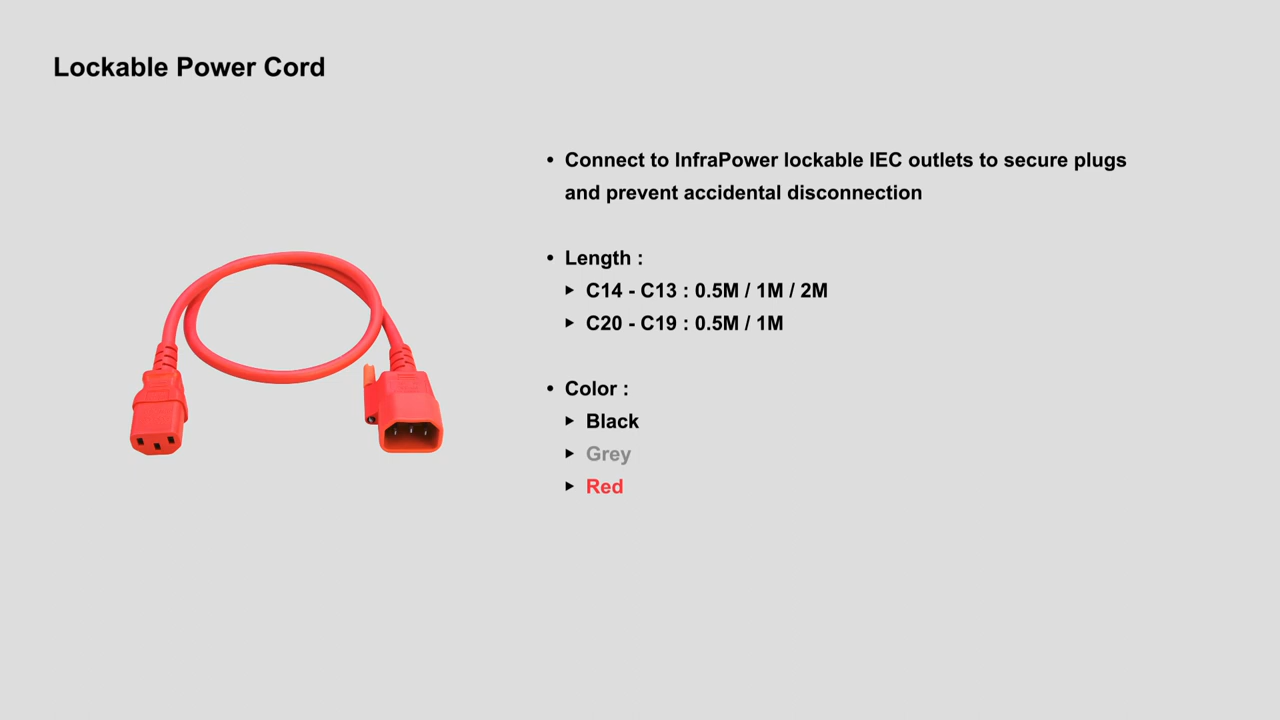 Lockable Power Cord
• Connect to InfraPower lockable IEC outlets to secure plugs
and prevent accidental disconnection
• Length :
▶ C14 - C13 : 0.5M / 1M / 2M
▶ C20 - C19 : 0.5M / 1M
• Color :
▶ Black
▶ Grey
▶ Red